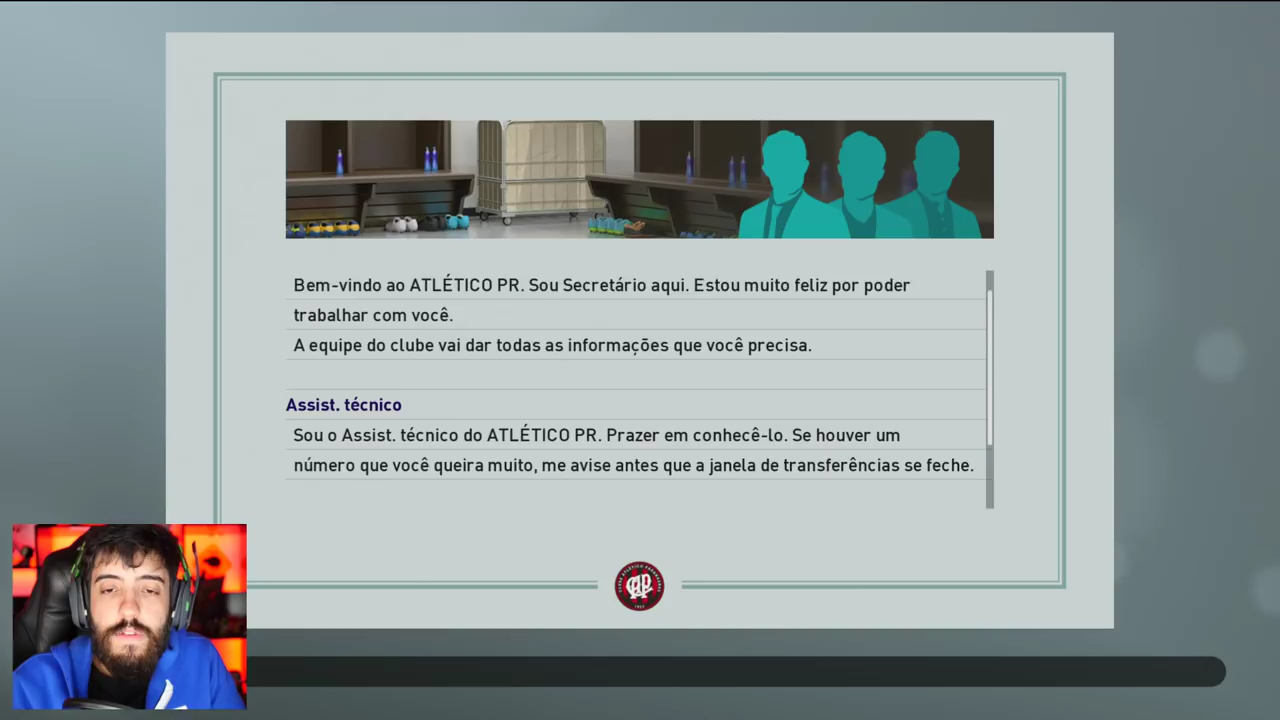 Bem-vindo ao ATLÉTICO PR. Sou Secretário aqui. Estou muito feliz por poder
trabalhar com você.
A equipe do clube vai dar todas as informações que você precisa.
Assist. técnico
Sou o Assist. técnico do ATLÉTICO PR. Prazer em conhecê-lo. Se houver um
número que você queira muito, me avise antes que a janela de transferências se feche.